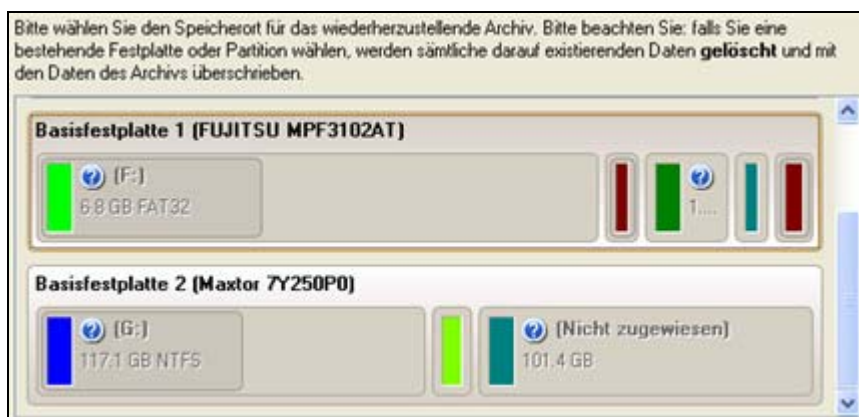 Bitte wählen Sie den Speicherort für das wiederherzustellende Archiv. Bitte beachten Sie: falls Sie eine
bestehende Festplatte oder Partition wählen, werden sämtliche darauf existierenden Daten gelöscht und mit
den Daten des Archivs überschrieben.
Basisfestplatte 1 (FUJITSU MPF3102AT)
(F:)
6.8 GB FAT32
1....
Basisfestplatte 2 (Maxtor 7Y250P0)
(G:)
117.1 GB NTFS
(Nicht zugewiesen)
101.4 GB